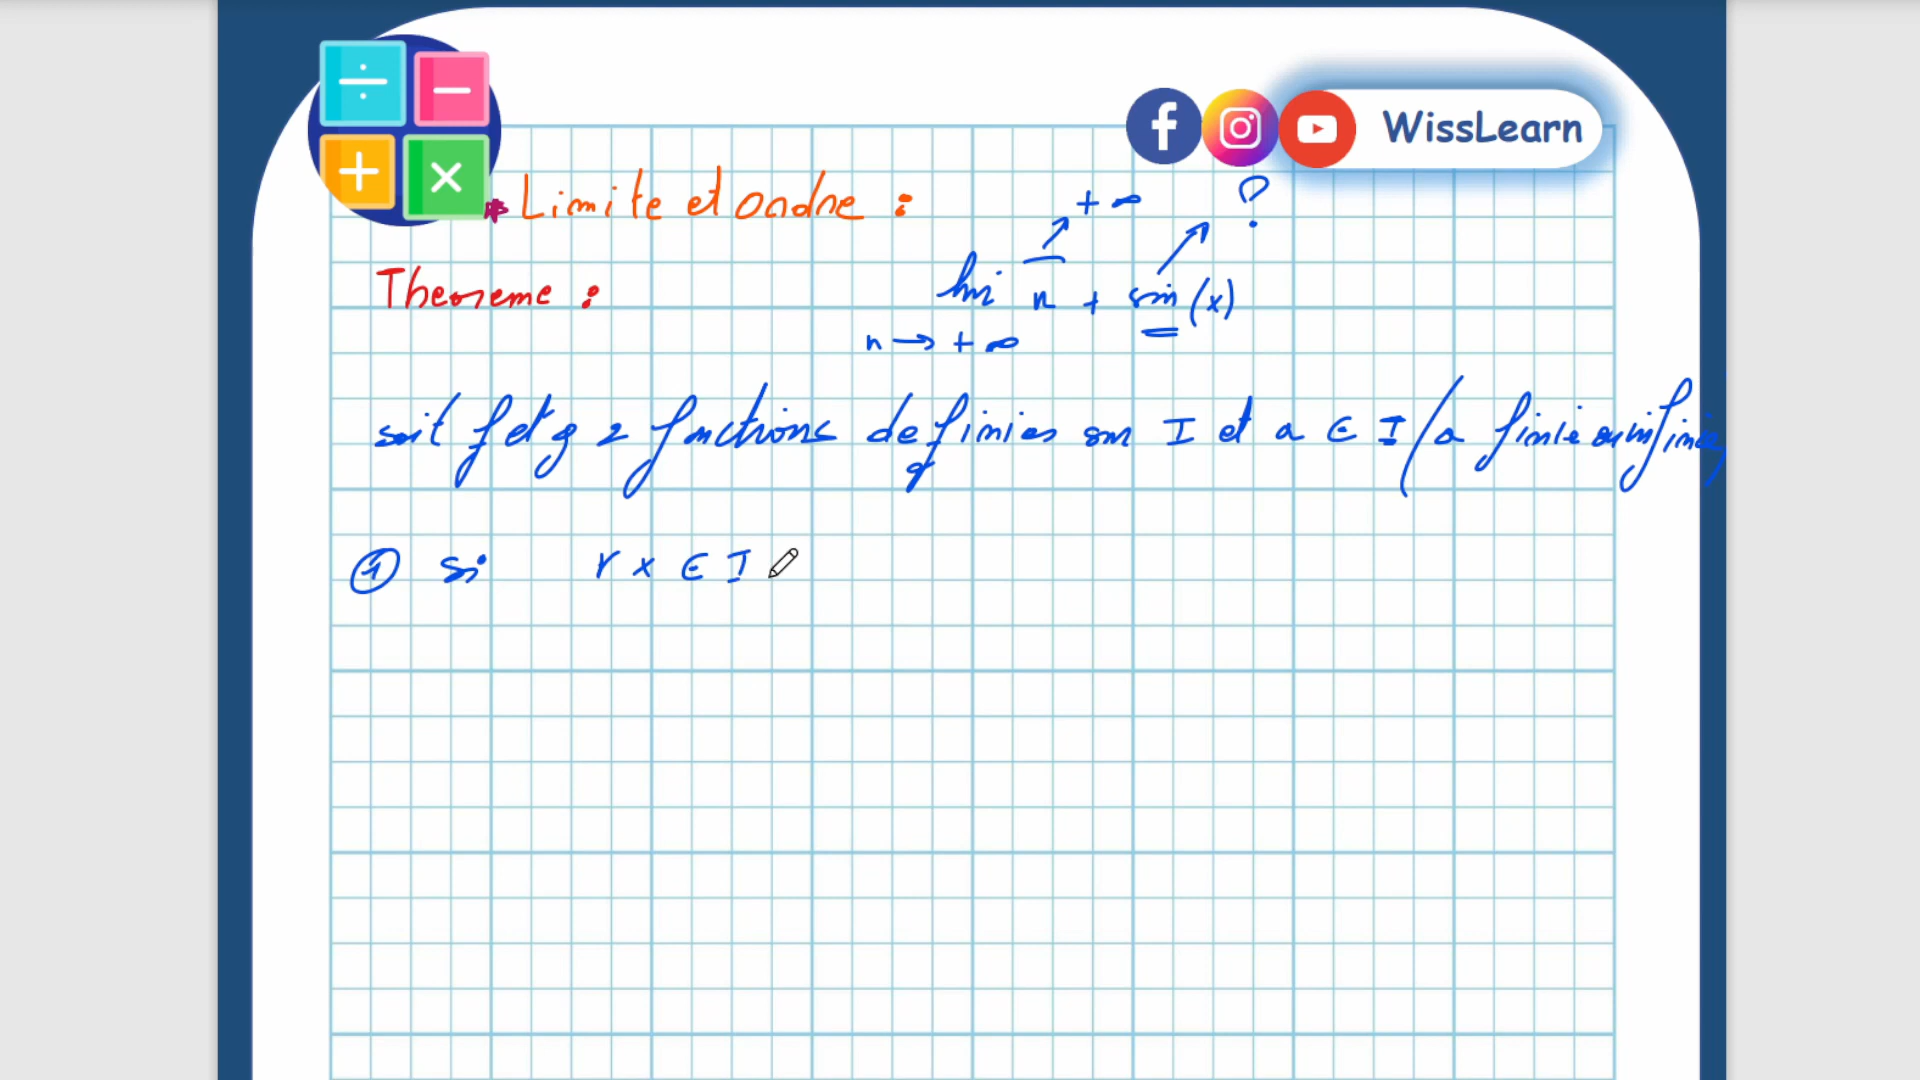 WissLearn
* Limite et ordre :
+ ∞ ?
Theoreme :
lim n + sin (x)
n → + ∞
soit f et g 2 fonctions definies sur I et a ∈ I / a finie ou infinie
① si ∀ x ∈ I